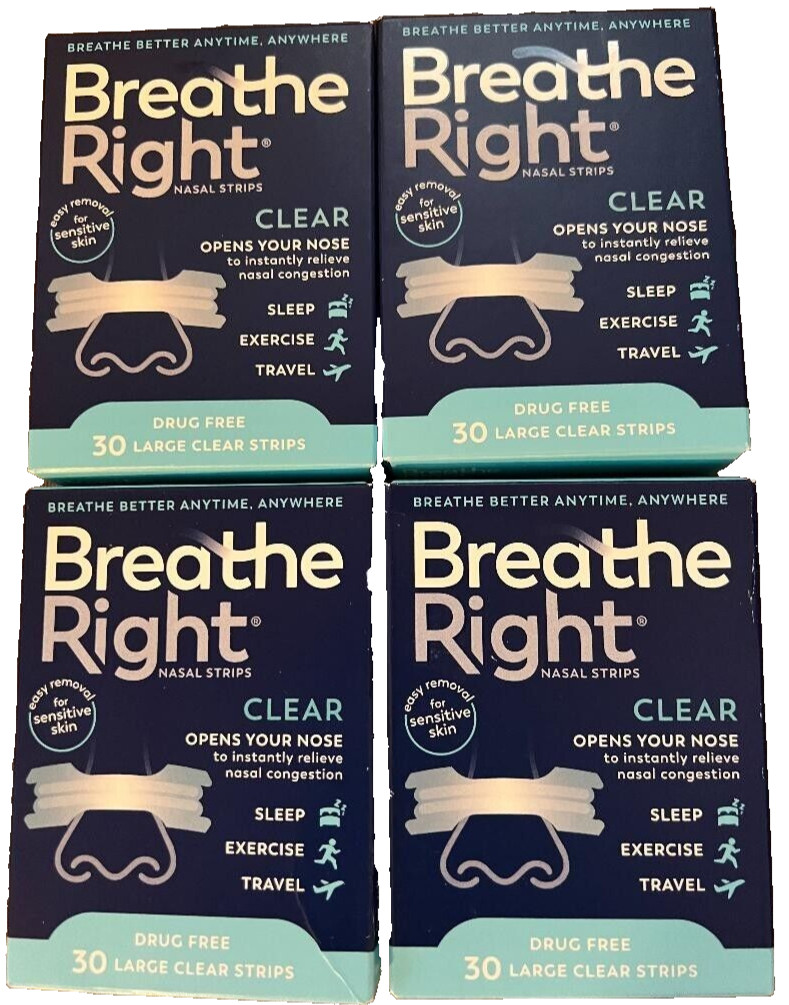 BREATHE BETTER ANYTIME, ANYWHERE
Breathe
Right®
NASAL STRIPS
easy removal
for
sensitive
skin
CLEAR
OPENS YOUR NOSE
to instantly relieve
nasal congestion
SLEEP
EXERCISE
TRAVEL
DRUG FREE
30 LARGE CLEAR STRIPS
BREATHE BETTER ANYTIME, ANYWHERE
Breathe
Right®
NASAL STRIPS
easy removal
for
sensitive
skin
CLEAR
OPENS YOUR NOSE
to instantly relieve
nasal congestion
SLEEP
EXERCISE
TRAVEL
DRUG FREE
30 LARGE CLEAR STRIPS
BREATHE BETTER ANYTIME, ANYWHERE
Breathe
Right®
NASAL STRIPS
easy removal
for
sensitive
skin
CLEAR
OPENS YOUR NOSE
to instantly relieve
nasal congestion
SLEEP
EXERCISE
TRAVEL
DRUG FREE
30 LARGE CLEAR STRIPS
BREATHE BETTER ANYTIME, ANYWHERE
Breathe
Right®
NASAL STRIPS
easy removal
for
sensitive
skin
CLEAR
OPENS YOUR NOSE
to instantly relieve
nasal congestion
SLEEP
EXERCISE
TRAVEL
DRUG FREE
30 LARGE CLEAR STRIPS